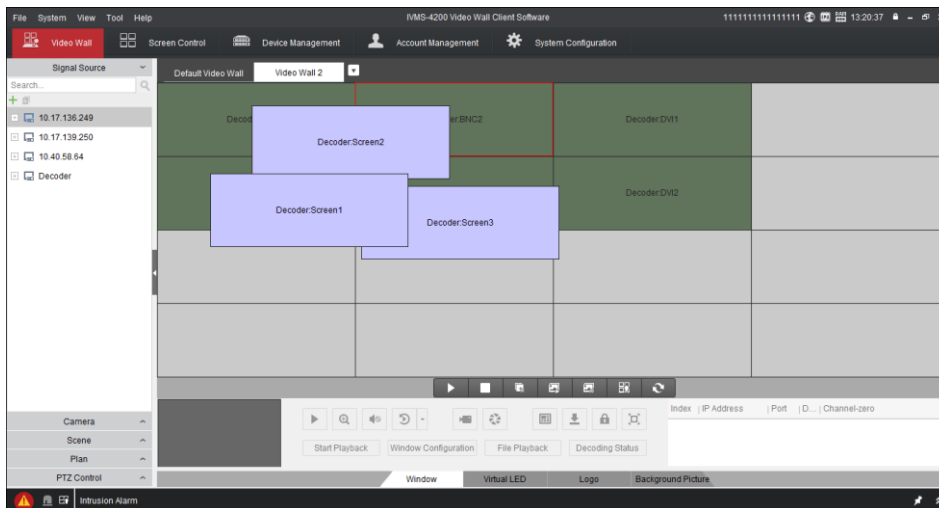 File System View Tool Help IVMS-4200 Video Wall Client Software 1111111111111111 13:20:37
Video Wall Screen Control Device Management Account Management System Configuration
Signal Source Default Video Wall Video Wall 2
Search...
10.17.136.249
10.17.139.250
10.40.58.64
Decoder
Decod er:BNC2 Decoder:DVI1
Decoder:Screen2
Decoder:DVI2
Decoder:Screen1
Decoder:Screen3
Camera
Scene
Plan
PTZ Control
Index IP Address Port D... Channel-zero
Start Playback Window Configuration File Playback Decoding Status
Window Virtual LED Logo Background Picture
Intrusion Alarm